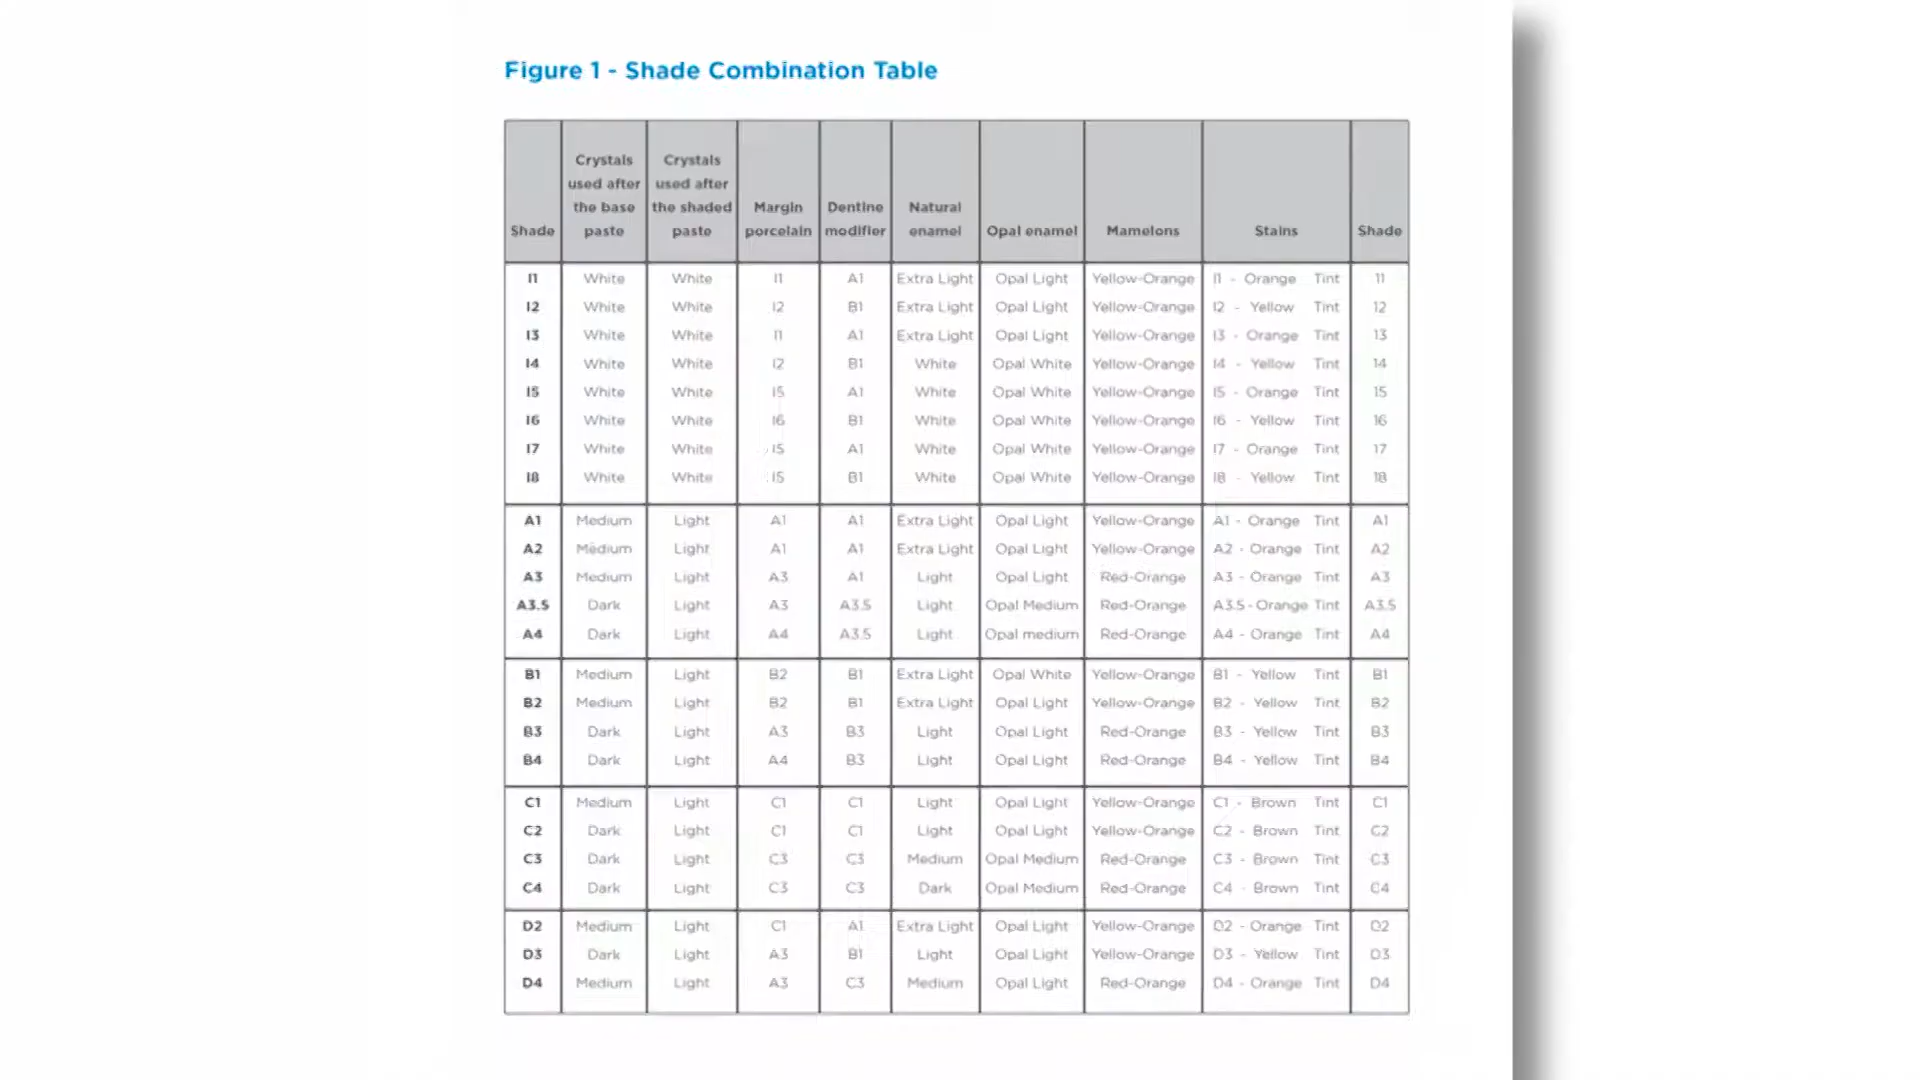 Figure 1 - Shade Combination Table
Shade Crystals used after the base paste Crystals used after the shaded paste Margin porcelain Dentine modifier Natural enamel Opal enamel Mamelons Stains Shade
I1 White White I1 A1 Extra Light Opal Light Yellow-Orange I1 - Orange Tint I1
I2 White White I2 B1 Extra Light Opal Light Yellow-Orange I2 - Yellow Tint I2
I3 White White I1 A1 Extra Light Opal Light Yellow-Orange I3 - Orange Tint I3
I4 White White I2 B1 White Opal White Yellow-Orange I4 - Yellow Tint I4
I5 White White I5 A1 White Opal White Yellow-Orange I5 - Orange Tint I5
I6 White White I6 B1 White Opal White Yellow-Orange I6 - Yellow Tint I6
I7 White White I5 A1 White Opal White Yellow-Orange I7 - Orange Tint I7
I8 White White I5 B1 White Opal White Yellow-Orange I8 - Yellow Tint I8
A1 Medium Light A1 A1 Extra Light Opal Light Yellow-Orange A1 - Orange Tint A1
A2 Medium Light A1 A1 Extra Light Opal Light Yellow-Orange A2 - Orange Tint A2
A3 Medium Light A3 A1 Light Opal Light Red-Orange A3 - Orange Tint A3
A3.5 Dark Light A3 A3.5 Light Opal Medium Red-Orange A3.5 - Orange Tint A3.5
A4 Dark Light A4 A3.5 Light Opal medium Red-Orange A4 - Orange Tint A4
B1 Medium Light B2 B1 Extra Light Opal White Yellow-Orange B1 - Yellow Tint B1
B2 Medium Light B2 B1 Extra Light Opal Light Yellow-Orange B2 - Yellow Tint B2
B3 Dark Light A3 B3 Light Opal Light Red-Orange B3 - Yellow Tint B3
B4 Dark Light A4 B3 Light Opal Light Red-Orange B4 - Yellow Tint B4
C1 Medium Light C1 C1 Light Opal Light Yellow-Orange C1 - Brown Tint C1
C2 Dark Light C1 C1 Light Opal Light Yellow-Orange C2 - Brown Tint C2
C3 Dark Light C3 C3 Medium Opal Medium Red-Orange C3 - Brown Tint C3
C4 Dark Light C3 C3 Dark Opal Medium Red-Orange C4 - Brown Tint C4
D2 Medium Light C1 A1 Extra Light Opal Light Yellow-Orange D2 - Orange Tint D2
D3 Dark Light A3 B1 Light Opal Light Yellow-Orange D3 - Yellow Tint D3
D4 Medium Light A3 C3 Medium Opal Light Red-Orange D4 - Orange Tint D4